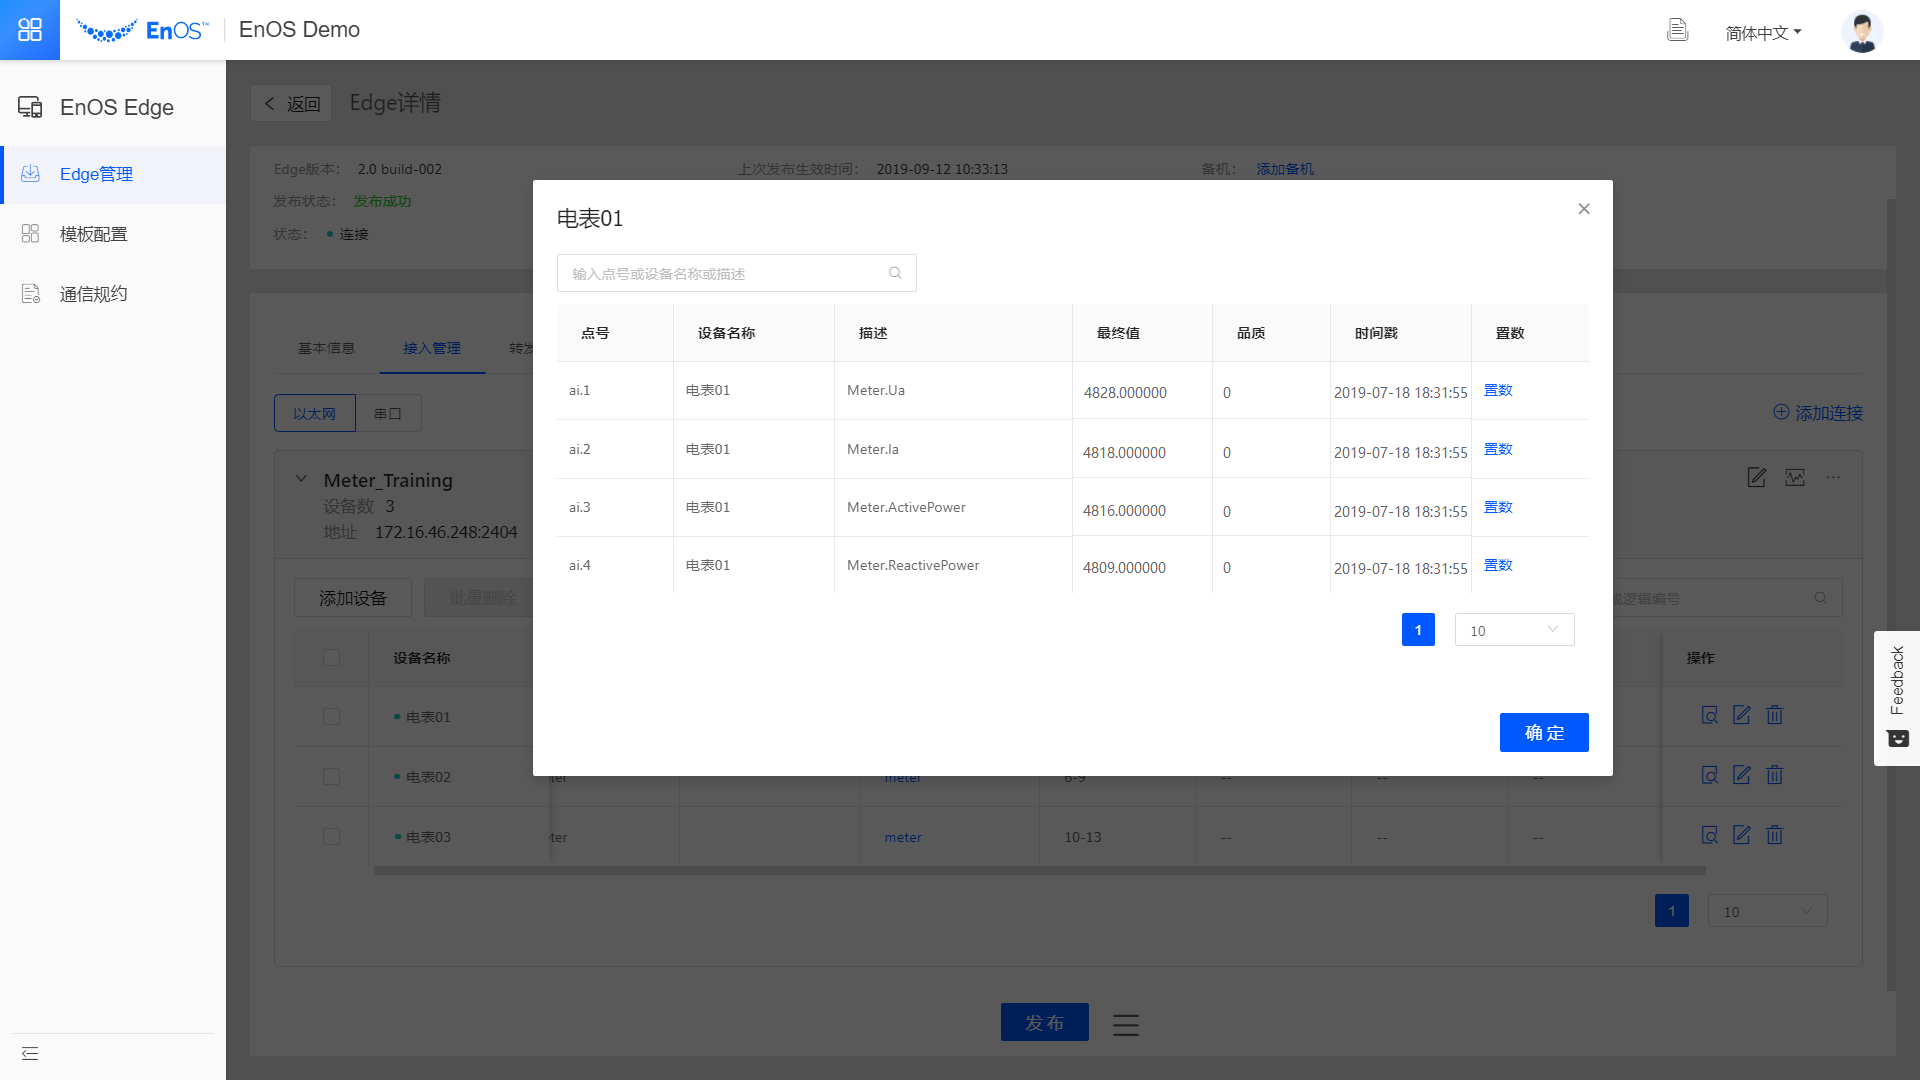 EnOS™ EnOS Demo 简体中文
EnOS Edge
Edge管理
模板配置
通信规约
返回 Edge详情
Edge版本： 2.0 build-002 上次发布生效时间： 2019-09-12 10:33:13 备机： 添加备机
发布状态： 发布成功
状态： 连接
基本信息 接入管理 转发
以太网 串口 添加连接
Meter_Training
设备数 3
地址 172.16.46.248:2404
添加设备 批量删除 或逻辑编号
设备名称 操作
电表01
电表02 ter meter 6-9 -- -- --
电表03 ter meter 10-13 -- -- --
1 10
发布
电表01
输入点号或设备名称或描述
点号 设备名称 描述 最终值 品质 时间戳 置数
ai.1 电表01 Meter.Ua 4828.000000 0 2019-07-18 18:31:55 置数
ai.2 电表01 Meter.Ia 4818.000000 0 2019-07-18 18:31:55 置数
ai.3 电表01 Meter.ActivePower 4816.000000 0 2019-07-18 18:31:55 置数
ai.4 电表01 Meter.ReactivePower 4809.000000 0 2019-07-18 18:31:55 置数
1 10
确定
Feedback